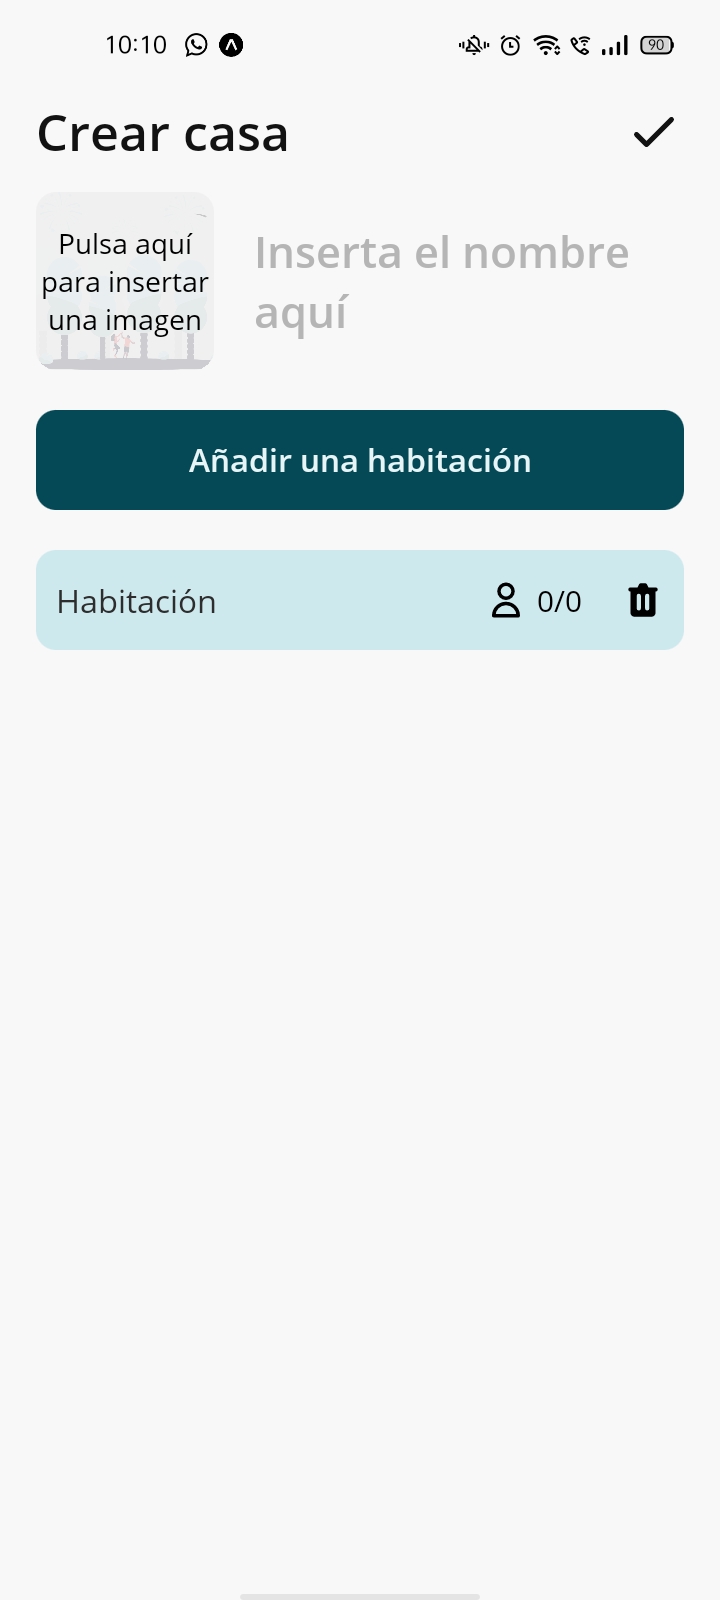 10:10
90
Crear casa
Pulsa aquí
para insertar
una imagen
Inserta el nombre
aquí
Añadir una habitación
Habitación
0/0